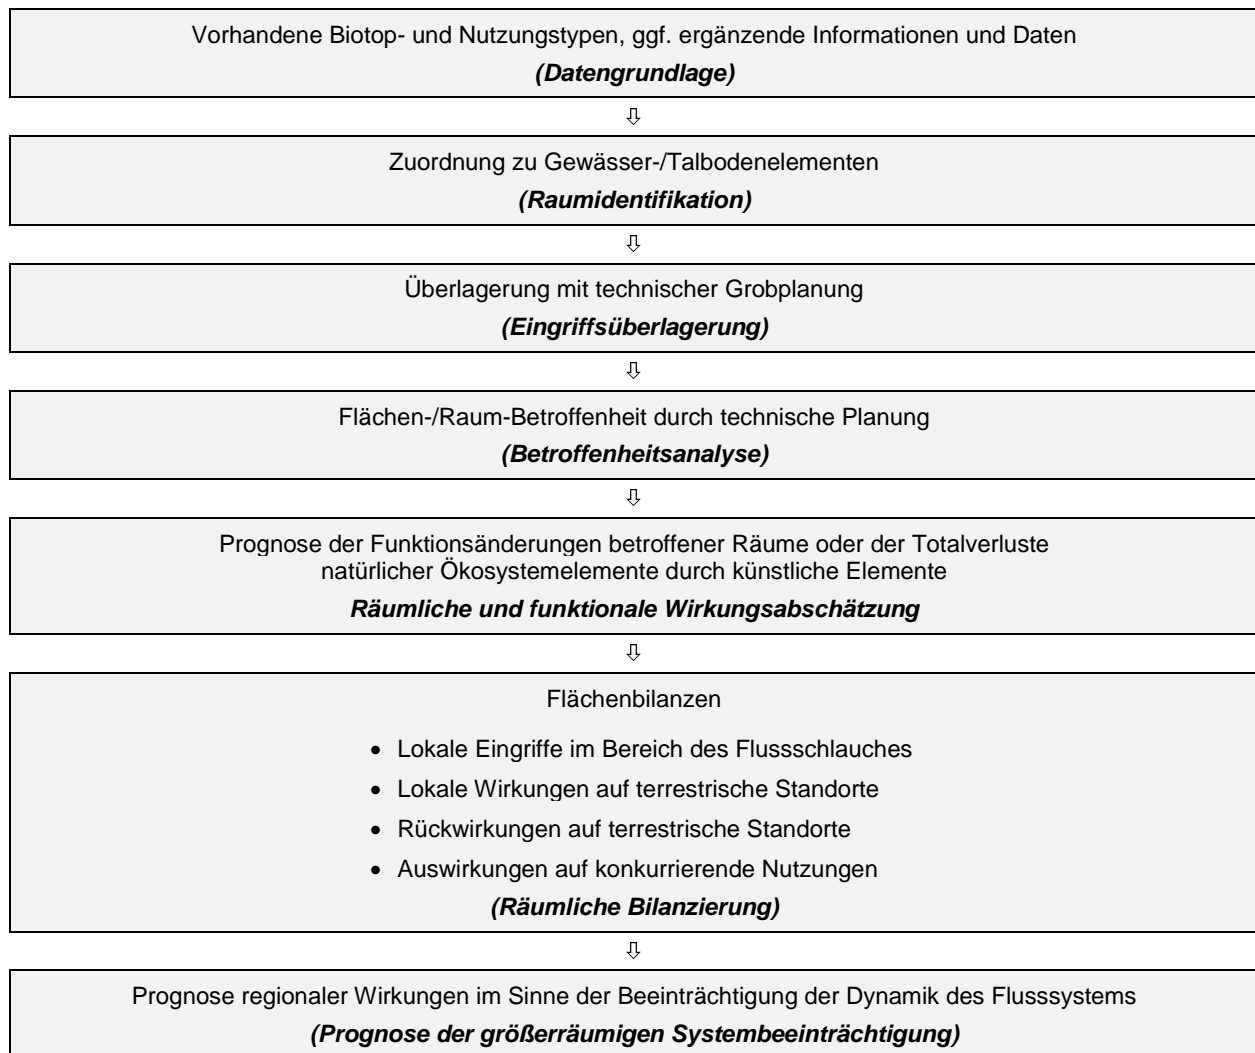 Vorhandene Biotop- und Nutzungstypen, ggf. ergänzende Informationen und Daten
(Datengrundlage)
⇩
Zuordnung zu Gewässer-/Talbodenelementen
(Raumidentifikation)
⇩
Überlagerung mit technischer Grobplanung
(Eingriffsüberlagerung)
⇩
Flächen-/Raum-Betroffenheit durch technische Planung
(Betroffenheitsanalyse)
⇩
Prognose der Funktionsänderungen betroffener Räume oder der Totalverluste
natürlicher Ökosystemelemente durch künstliche Elemente
Räumliche und funktionale Wirkungsabschätzung
⇩
Flächenbilanzen
• Lokale Eingriffe im Bereich des Flussschlauches
• Lokale Wirkungen auf terrestrische Standorte
• Rückwirkungen auf terrestrische Standorte
• Auswirkungen auf konkurrierende Nutzungen
(Räumliche Bilanzierung)
⇩
Prognose regionaler Wirkungen im Sinne der Beeinträchtigung der Dynamik des Flusssystems
(Prognose der größerräumigen Systembeeinträchtigung)